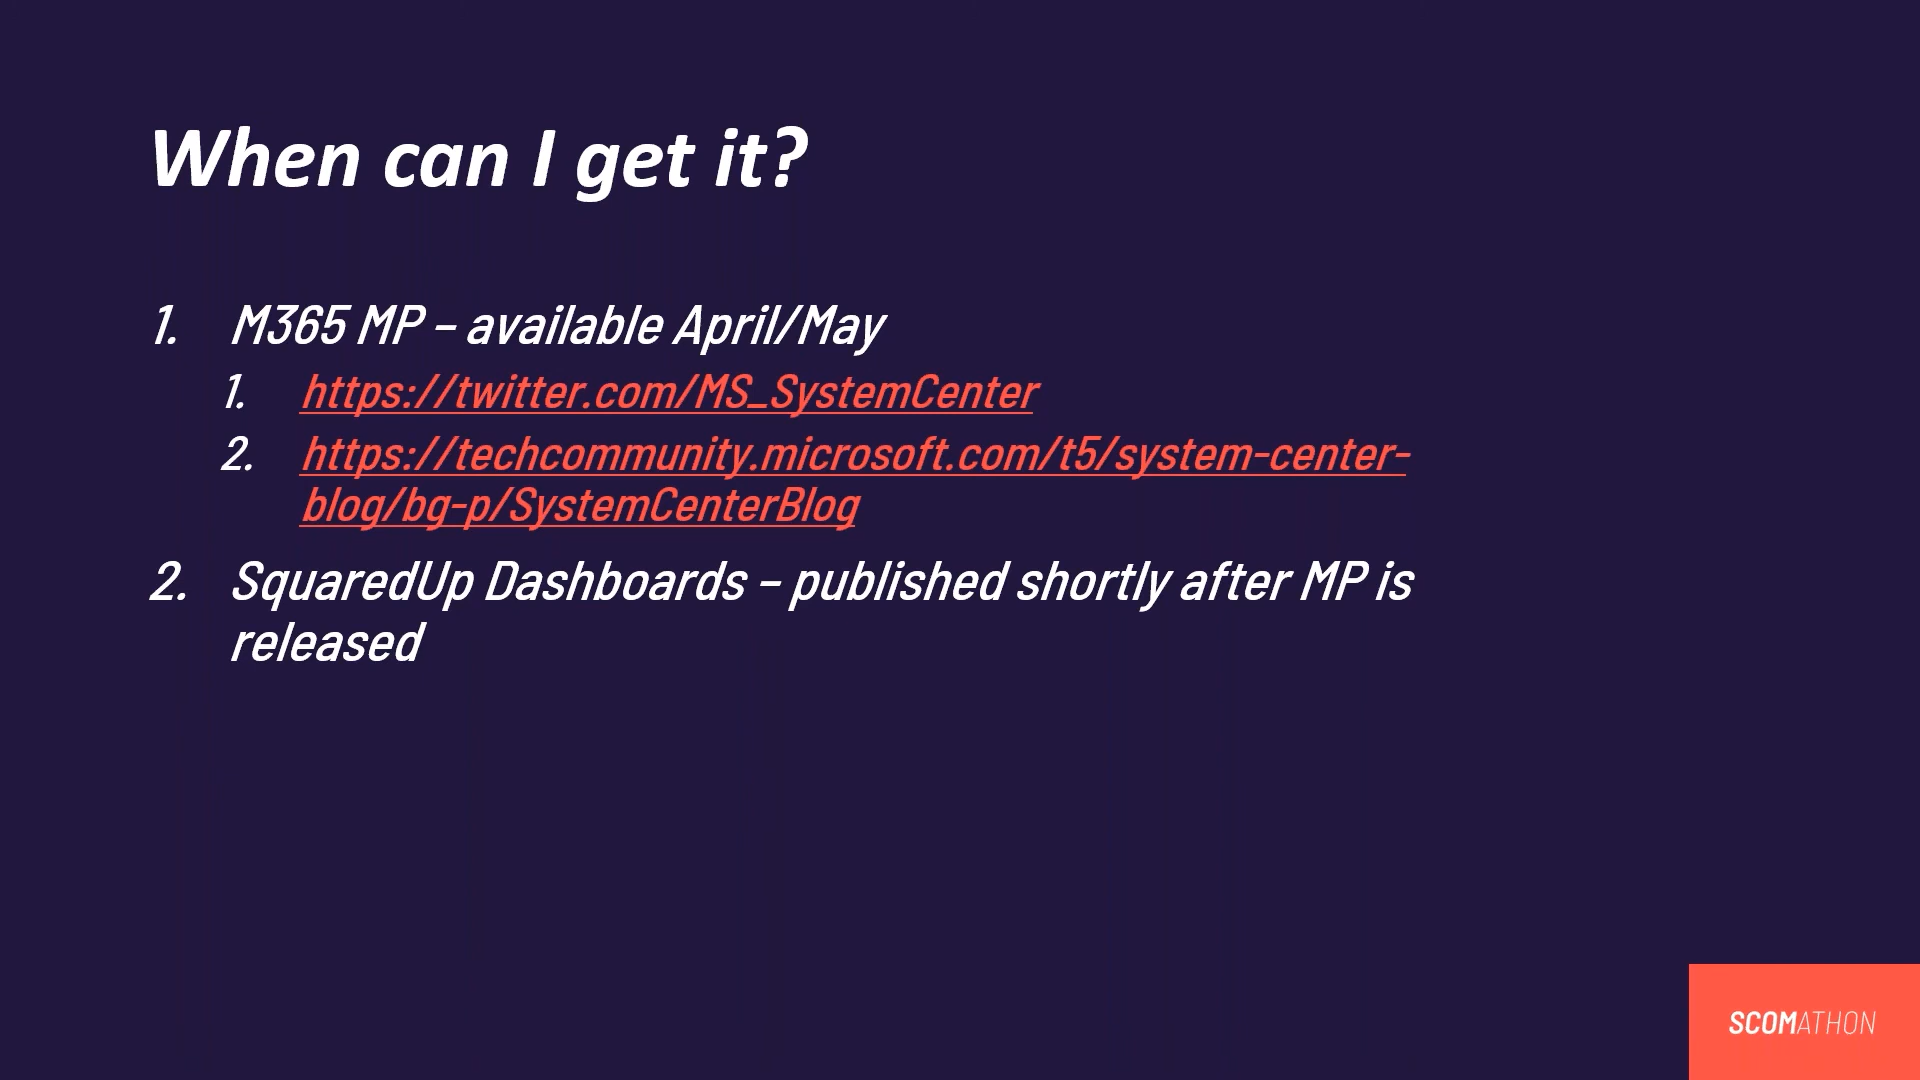 When can I get it?
1. M365 MP – available April/May
1. https://twitter.com/MS_SystemCenter
2. https://techcommunity.microsoft.com/t5/system-center-
blog/bg-p/SystemCenterBlog
2. SquaredUp Dashboards – published shortly after MP is
released
SCOMATHON